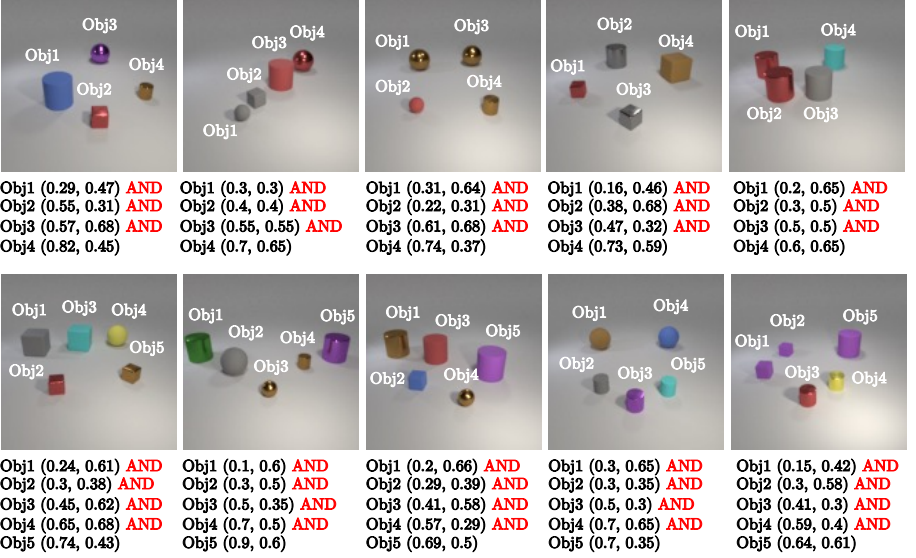 Obj1 Obj2 Obj3 Obj4
Obj1 Obj2 Obj3 Obj4
Obj1 Obj2 Obj3 Obj4
Obj1 Obj2 Obj3 Obj4
Obj1 Obj2 Obj3 Obj4
Obj1 (0.29, 0.47) AND
Obj2 (0.55, 0.31) AND
Obj3 (0.57, 0.68) AND
Obj4 (0.82, 0.45)
Obj1 (0.3, 0.3) AND
Obj2 (0.4, 0.4) AND
Obj3 (0.55, 0.55) AND
Obj4 (0.7, 0.65)
Obj1 (0.31, 0.64) AND
Obj2 (0.22, 0.31) AND
Obj3 (0.61, 0.68) AND
Obj4 (0.74, 0.37)
Obj1 (0.16, 0.46) AND
Obj2 (0.38, 0.68) AND
Obj3 (0.47, 0.32) AND
Obj4 (0.73, 0.59)
Obj1 (0.2, 0.65) AND
Obj2 (0.3, 0.5) AND
Obj3 (0.5, 0.5) AND
Obj4 (0.6, 0.65)
Obj1 Obj2 Obj3 Obj4 Obj5
Obj1 Obj2 Obj3 Obj4 Obj5
Obj1 Obj2 Obj3 Obj4 Obj5
Obj1 Obj2 Obj3 Obj4 Obj5
Obj1 Obj2 Obj3 Obj4 Obj5
Obj1 (0.24, 0.61) AND
Obj2 (0.3, 0.38) AND
Obj3 (0.45, 0.62) AND
Obj4 (0.65, 0.68) AND
Obj5 (0.74, 0.43)
Obj1 (0.1, 0.6) AND
Obj2 (0.3, 0.5) AND
Obj3 (0.5, 0.35) AND
Obj4 (0.7, 0.5) AND
Obj5 (0.9, 0.6)
Obj1 (0.2, 0.66) AND
Obj2 (0.29, 0.39) AND
Obj3 (0.41, 0.58) AND
Obj4 (0.57, 0.29) AND
Obj5 (0.69, 0.5)
Obj1 (0.3, 0.65) AND
Obj2 (0.3, 0.35) AND
Obj3 (0.5, 0.3) AND
Obj4 (0.7, 0.65) AND
Obj5 (0.7, 0.35)
Obj1 (0.15, 0.42) AND
Obj2 (0.3, 0.58) AND
Obj3 (0.41, 0.3) AND
Obj4 (0.59, 0.4) AND
Obj5 (0.64, 0.61)